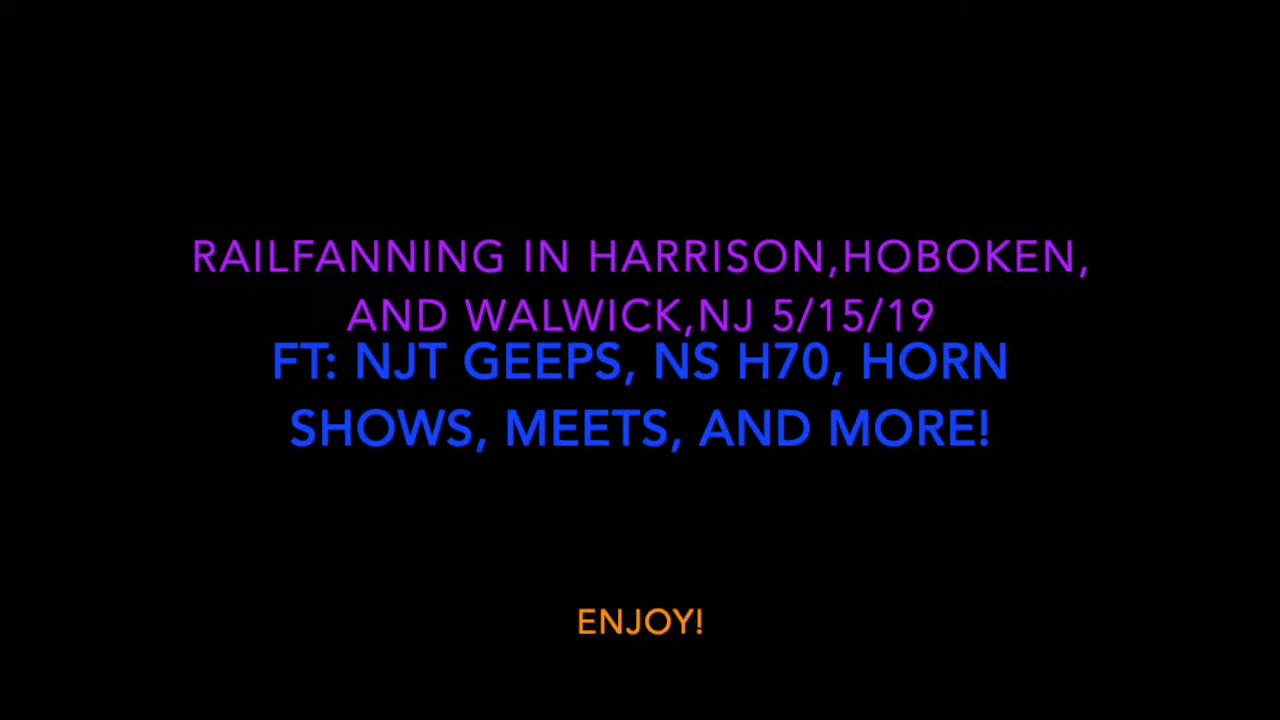 RAILFANNING IN HARRISON,HOBOKEN,
AND WALWICK,NJ 5/15/19
FT: NJT GEEPS, NS H70, HORN
SHOWS, MEETS, AND MORE!
ENJOY!